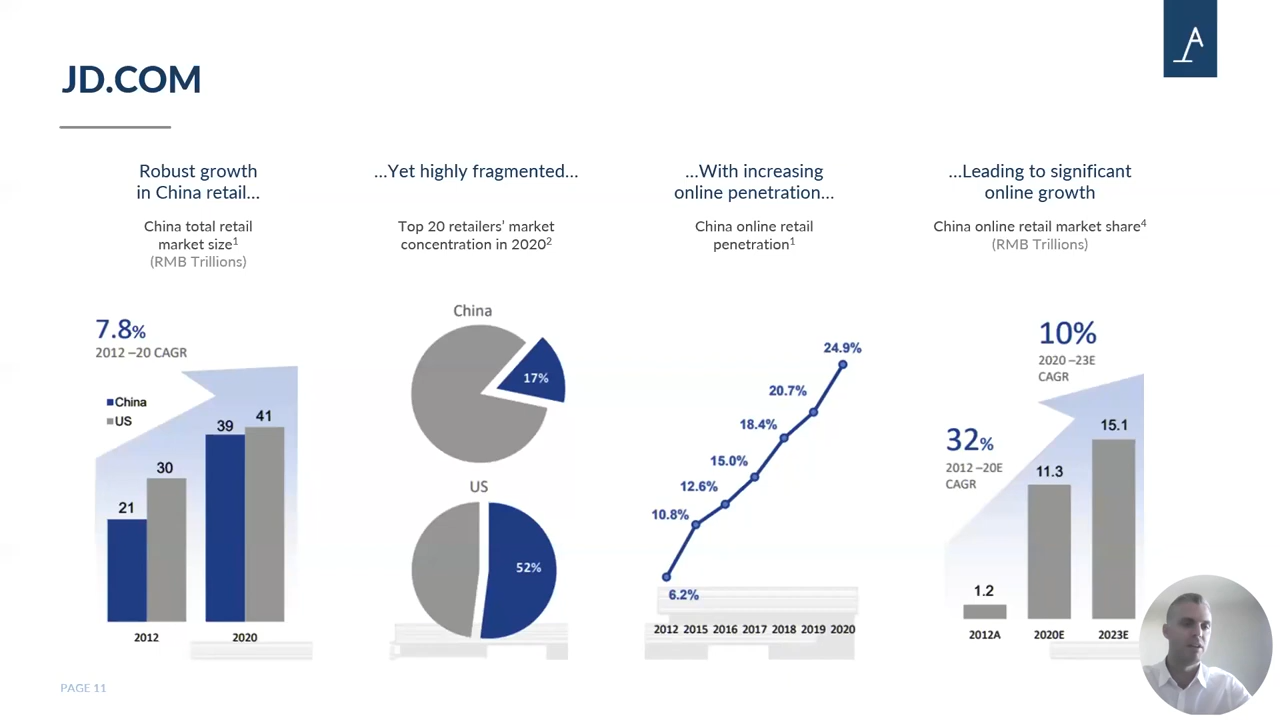 A
JD.COM
Robust growth
in China retail...
China total retail
market size1
(RMB Trillions)
7.8%
2012 –20 CAGR
China
US
21
30
39
41
2012
2020
...Yet highly fragmented...
Top 20 retailers' market
concentration in 20202
China
17%
US
52%
...With increasing
online penetration...
China online retail
penetration1
24.9%
20.7%
18.4%
15.0%
12.6%
10.8%
6.2%
2012 2015 2016 2017 2018 2019 2020
...Leading to significant
online growth
China online retail market share4
(RMB Trillions)
10%
2020 –23E
CAGR
32%
2012 –20E
CAGR
1.2
11.3
15.1
2012A
2020E
2023E
PAGE 11